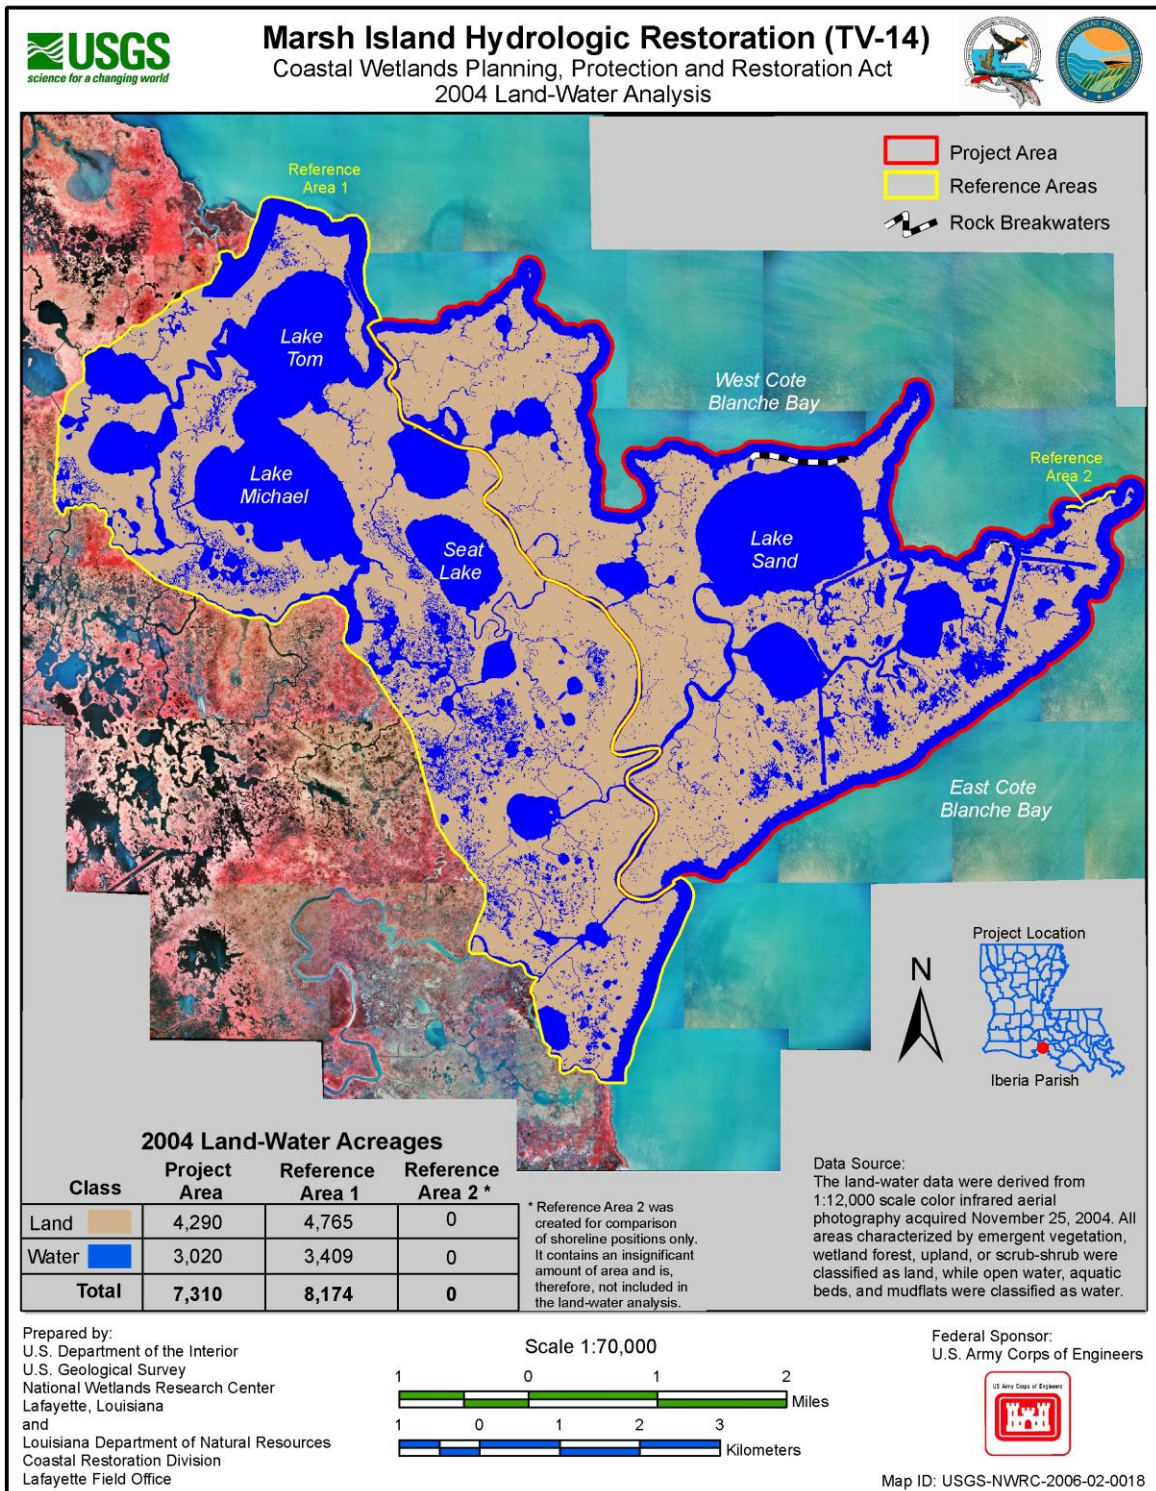 USGS
science for a changing world
Marsh Island Hydrologic Restoration (TV-14)
Coastal Wetlands Planning, Protection and Restoration Act
2004 Land-Water Analysis
LOUISIANA DEPARTMENT OF NATURAL RESOURCES
Project Area
Reference Areas
Rock Breakwaters
Reference
Area 1
Lake
Tom
West Cote
Blanche Bay
Reference
Area 2
Lake
Michael
Seat
Lake
Lake
Sand
East Cote
Blanche Bay
Project Location
N
Iberia Parish
2004 Land-Water Acreages
Class
Project
Area
Reference
Area 1
Reference
Area 2 *
Land 4,290 4,765 0
Water 3,020 3,409 0
Total 7,310 8,174 0
* Reference Area 2 was
created for comparison
of shoreline positions only.
It contains an insignificant
amount of area and is,
therefore, not included in
the land-water analysis.
Data Source:
The land-water data were derived from
1:12,000 scale color infrared aerial
photography acquired November 25, 2004. All
areas characterized by emergent vegetation,
wetland forest, upland, or scrub-shrub were
classified as land, while open water, aquatic
beds, and mudflats were classified as water.
Prepared by:
U.S. Department of the Interior
U.S. Geological Survey
National Wetlands Research Center
Lafayette, Louisiana
and
Louisiana Department of Natural Resources
Coastal Restoration Division
Lafayette Field Office
Scale 1:70,000
1 0 1 2
Miles
1 0 1 2 3
Kilometers
Federal Sponsor:
U.S. Army Corps of Engineers
US Army Corps of Engineers
Map ID: USGS-NWRC-2006-02-0018